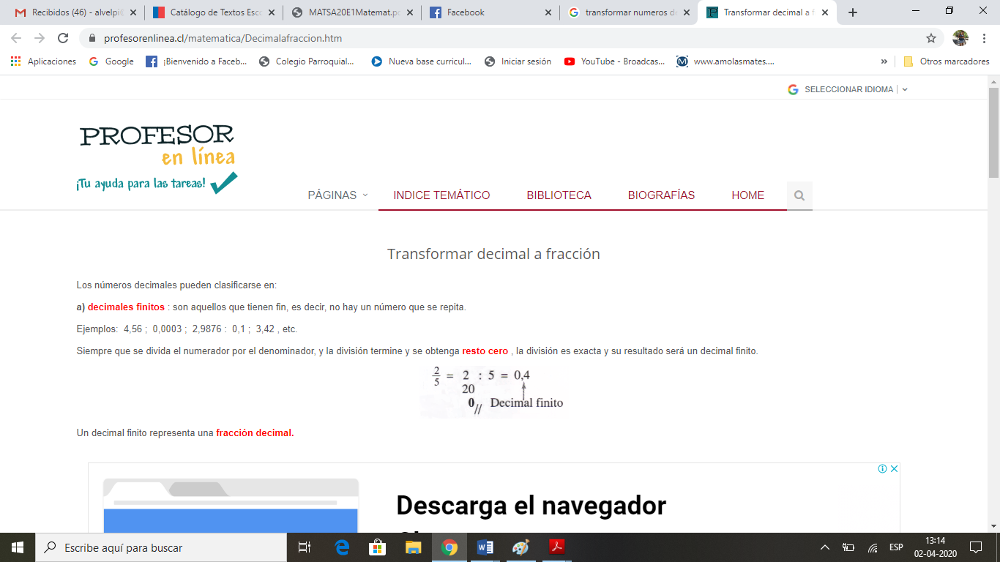 Recibidos (46) - alvelpi
Catálogo de Textos Esc
MATSA20E1Matemat.p
Facebook
transformar numeros d
Transformar decimal a f
profesorenlinea.cl/matematica/Decimalafraccion.htm
Aplicaciones
Google
¡Bienvenido a Faceb...
Colegio Parroquial...
Nueva base curricul...
Iniciar sesión
YouTube - Broadcas...
www.amolasmates....
»
Otros marcadores
SELECCIONAR IDIOMA
PROFESOR
en línea
¡Tu ayuda para las tareas!
PÁGINAS
INDICE TEMÁTICO
BIBLIOTECA
BIOGRAFÍAS
HOME
Transformar decimal a fracción
Los números decimales pueden clasificarse en:
a) decimales finitos : son aquellos que tienen fin, es decir, no hay un número que se repita.
Ejemplos: 4,56 ; 0,0003 ; 2,9876 : 0,1 ; 3,42 , etc.
Siempre que se divida el numerador por el denominador, y la división termine y se obtenga resto cero , la división es exacta y su resultado será un decimal finito.
2/5 = 2 : 5 = 0,4
20
0// Decimal finito
Un decimal finito representa una fracción decimal.
Descarga el navegador
Escribe aquí para buscar
ESP
13:14
02-04-2020